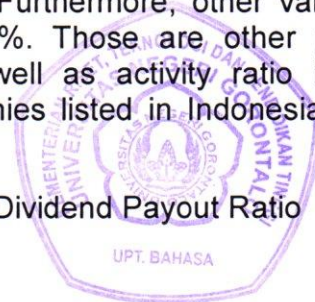 Furthermore, other va
%. Those are other
well as activity ratio
nies listed in Indonesia
Dividend Payout Ratio
UPT. BAHASA